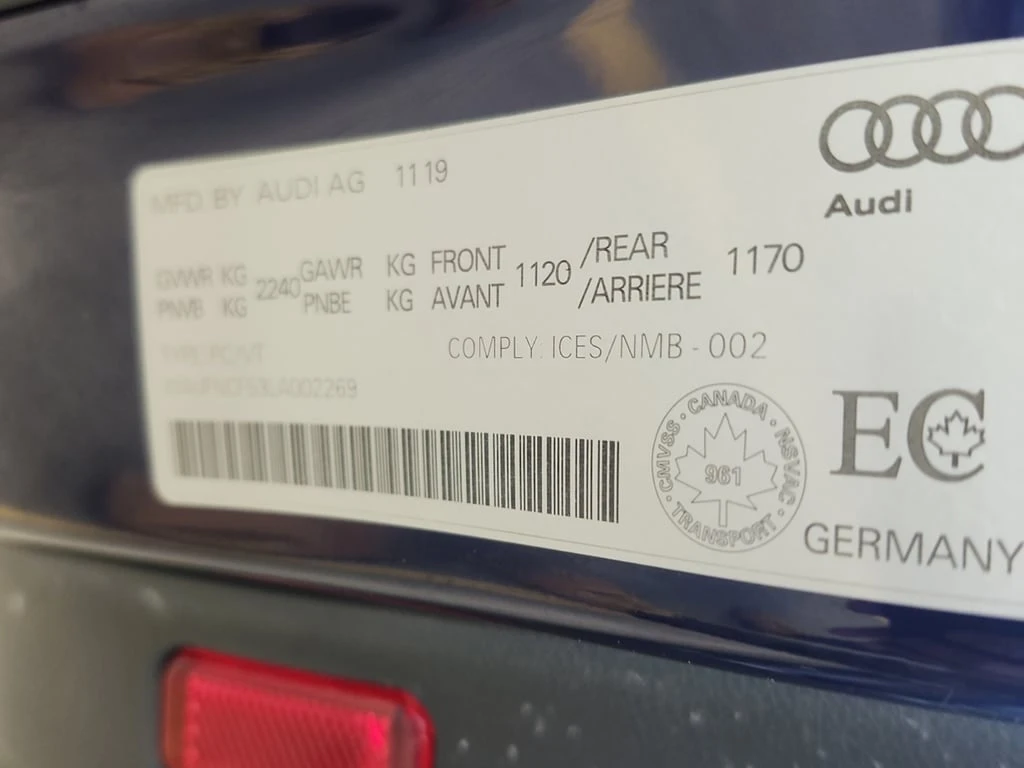 MFD. BY AUDI AG 1119
Audi
GVWR KG 2240 GAWR KG FRONT 1120 /REAR 1170
PNVB KG PNBE KG AVANT /ARRIERE
COMPLY: ICES/NMB - 002
· CANADA · NSVAC · TRANSPORT · CMVSS
961
EC
GERMANY